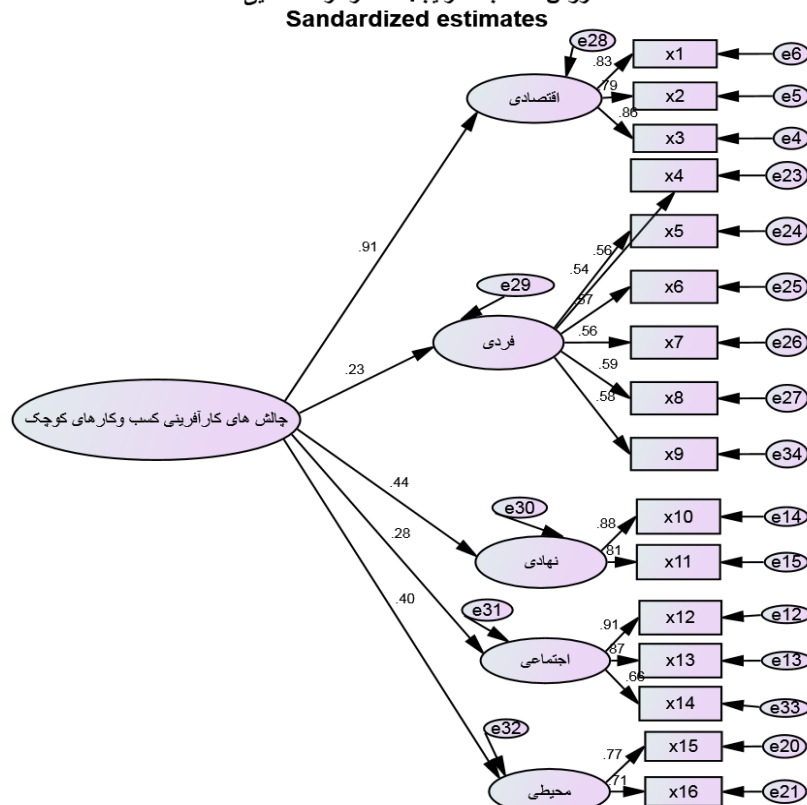 Sandardized estimates
e28
.83
x1
e6
اقتصادی
.79
x2
e5
.86
x3
e4
x4
e23
.91
.56
x5
e24
.54
e29
.57
x6
e25
فردی
.56
x7
e26
.23
.59
x8
e27
.58
چالش های کارآفرینی کسب وکارهای کوچک
x9
e34
.44
e30
.88
x10
e14
.28
نهادی
.81
x11
e15
.40
e31
.91
x12
e12
اجتماعی
.87
x13
e13
.66
x14
e33
e32
.77
x15
e20
محیطی
.71
x16
e21